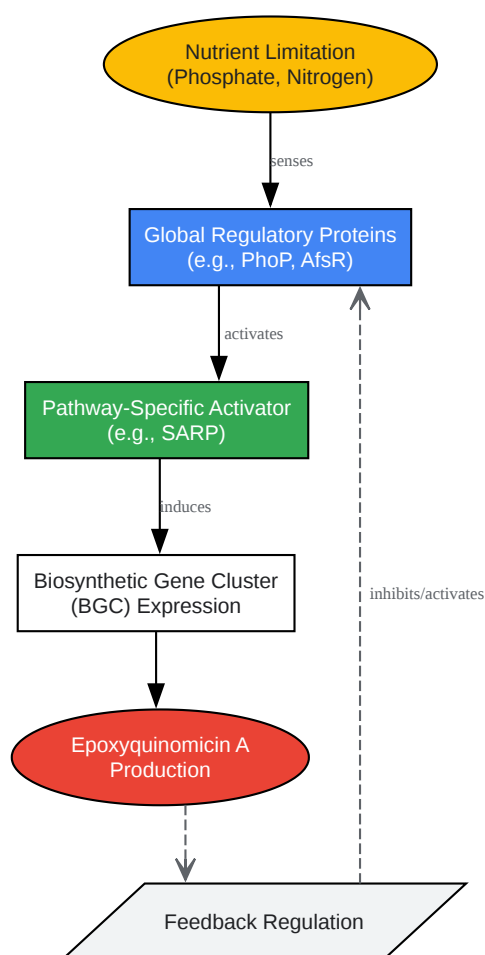 Nutrient Limitation
(Phosphate, Nitrogen)
senses
Global Regulatory Proteins
(e.g., PhoP, AfsR)
activates
Pathway-Specific Activator
(e.g., SARP)
induces
Biosynthetic Gene Cluster
(BGC) Expression
inhibits/activates
Epoxyquinomicin A
Production
Feedback Regulation